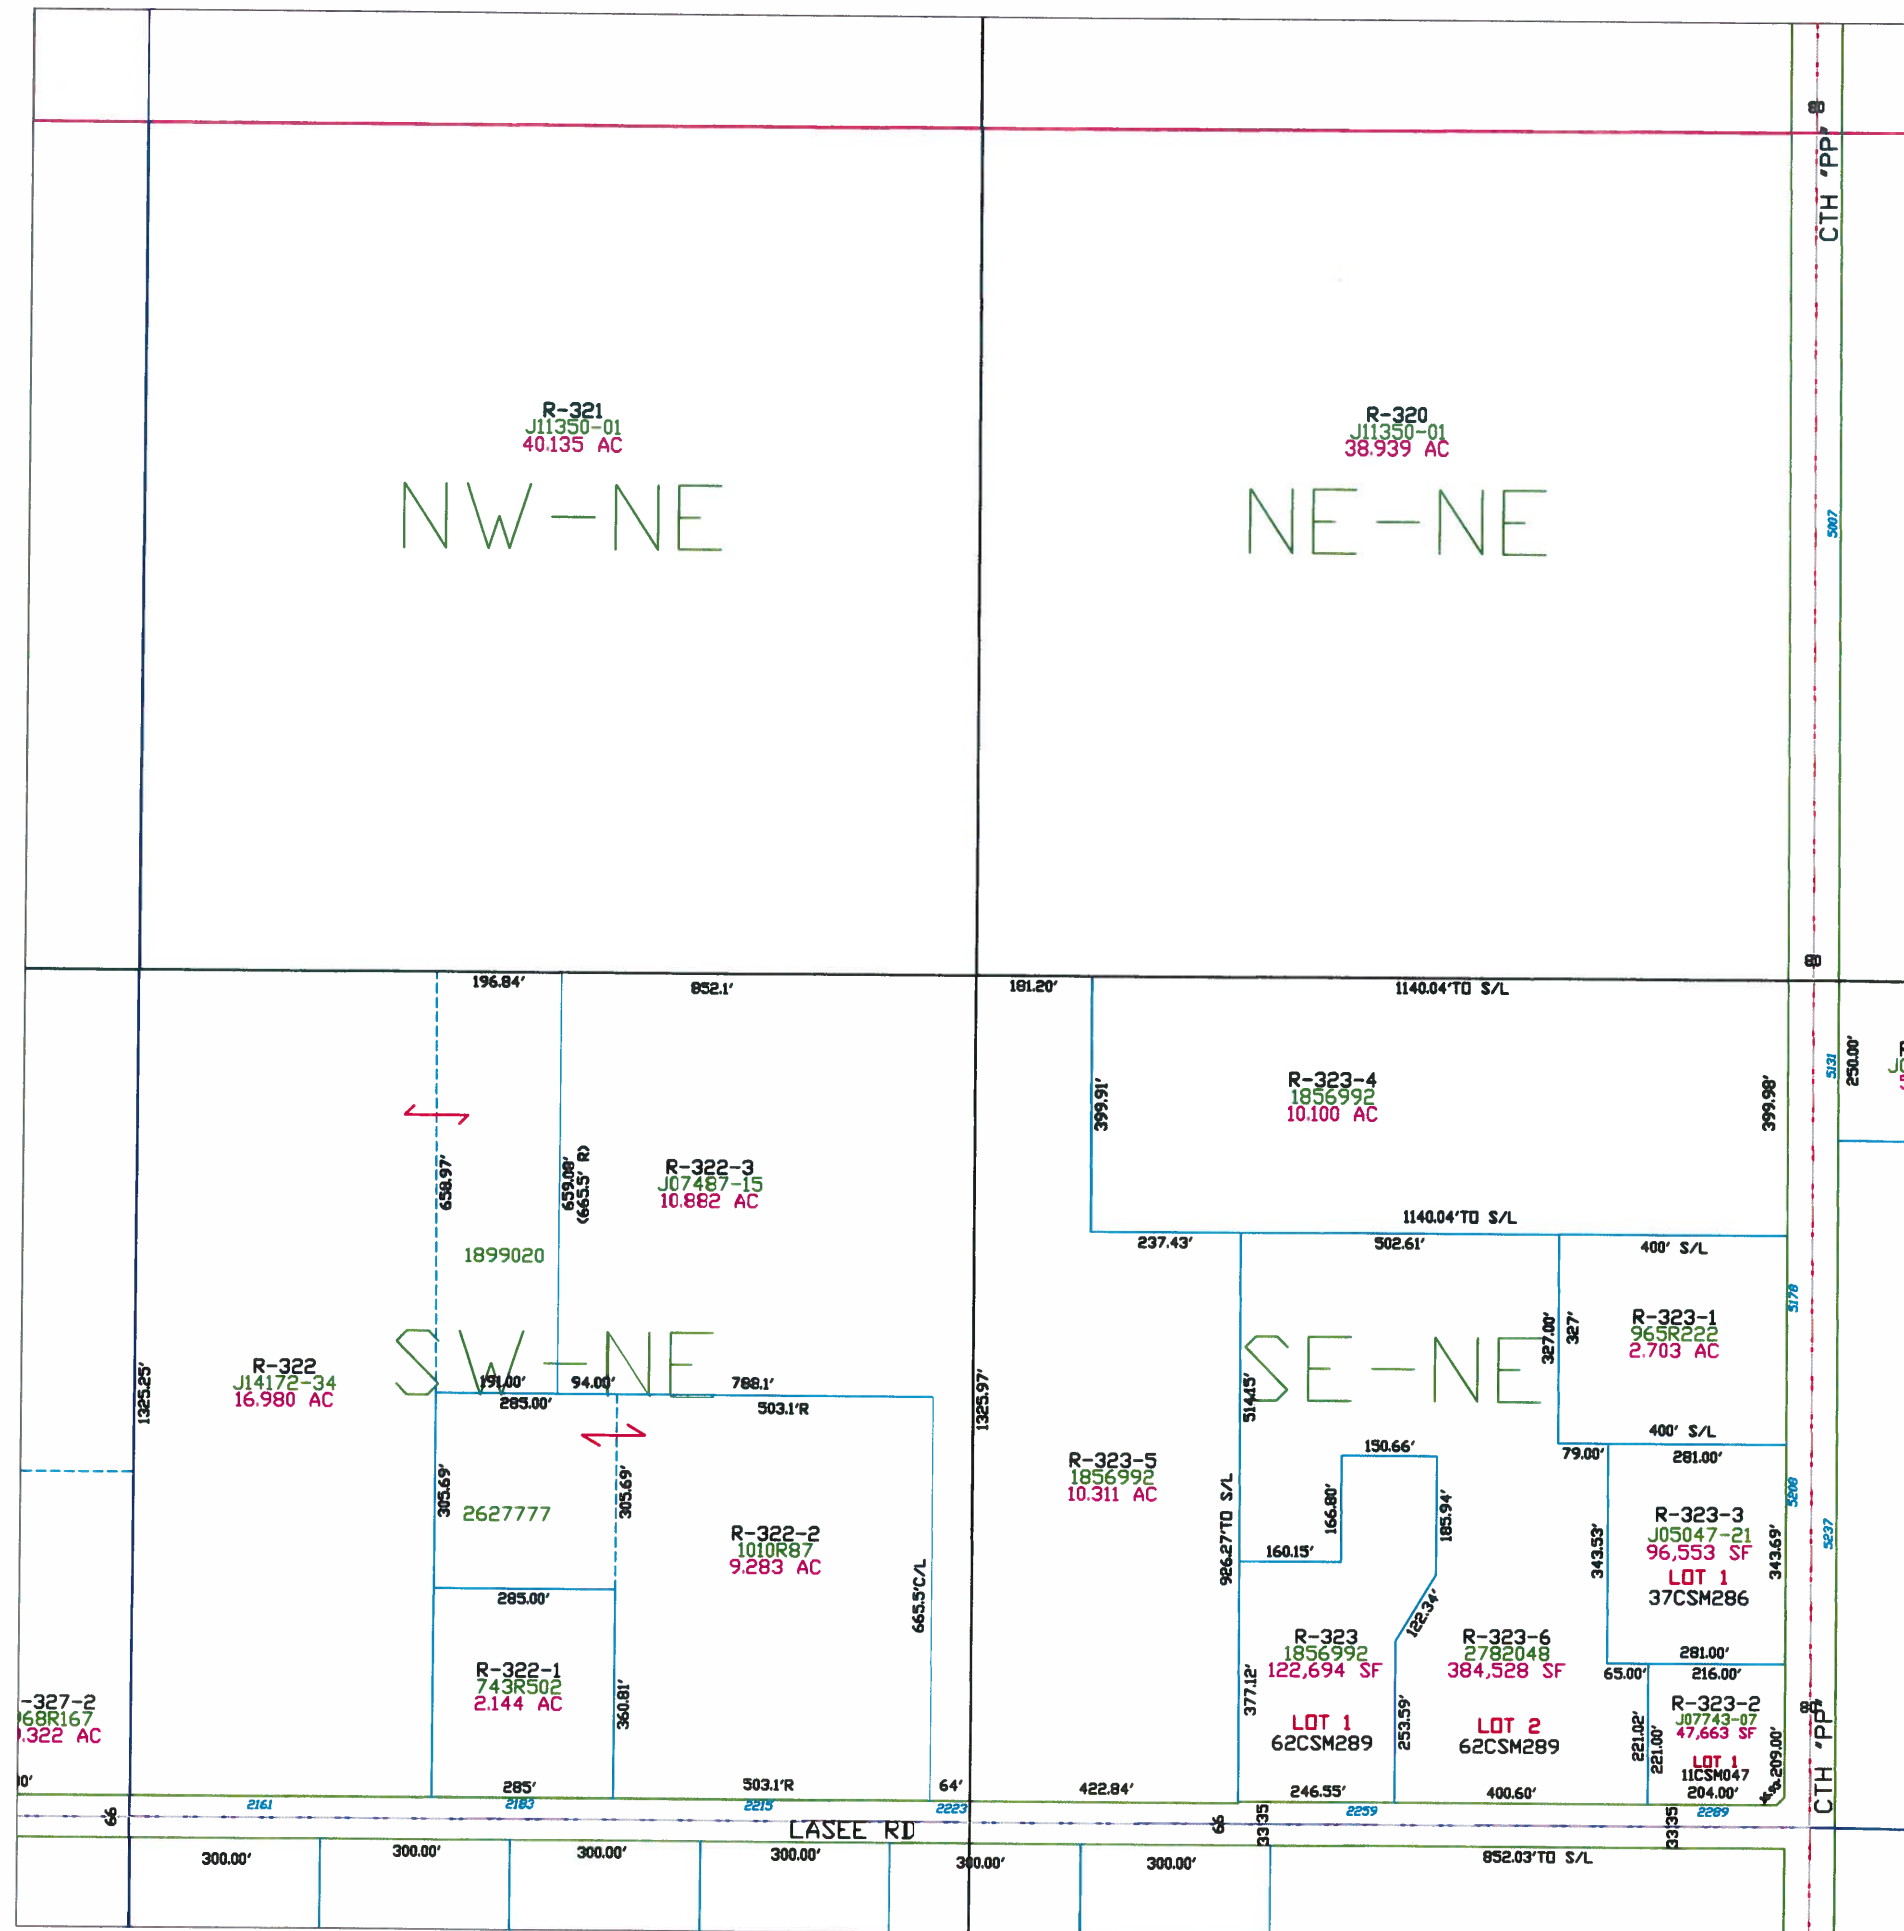 80
CTH "PP"
R-321
J11350-01
40.135 AC
NW-NE
R-320
J11350-01
38.939 AC
NE-NE
5007
80
196.84'
852.1'
181.20'
1140.04'TO S/L
399.91'
R-323-4
1856992
10.100 AC
399.98'
5131
250.00'
658.97'
659.08'
(665.5' R)
R-322-3
J07487-15
10.882 AC
1899020
1140.04'TO S/L
237.43'
502.61'
400' S/L
5178
R-323-1
965R222
2.703 AC
327.00'
327'
SW-NE
SE-NE
R-322
J14172-34
16.980 AC
1325.25'
191.00'
94.00'
788.1'
285.00'
503.1'R
1325.97'
514.15'
400' S/L
79.00'
281.00'
150.66'
R-323-5
1856992
10.311 AC
926.27'TO S/L
166.80'
185.94'
160.15'
305.69'
305.69'
2627777
R-322-2
1010R87
9.283 AC
665.5'C/L
5208
5237
343.53'
R-323-3
J05047-21
96,553 SF
LOT 1
37CSM286
343.69'
285.00'
122.34'
R-323
1856992
122,694 SF
LOT 1
62CSM289
R-323-6
2782048
384,528 SF
LOT 2
62CSM289
281.00'
65.00'
216.00'
R-322-1
743R502
2.144 AC
360.81'
377.12'
253.59'
221.02'
221.00'
R-323-2
J07743-07
47,663 SF
LOT 1
11CSM047
209.00'
80'
CTH "PP"
-327-2
68R167
.322 AC
0'
285'
503.1'R
64'
422.84'
246.55'
400.60'
204.00'
2161
2183
2215
2223
2259
2289
66
LASEE RD
66
33'35
33'35
300.00'
300.00'
300.00'
300.00'
300.00'
300.00'
852.03'TO S/L